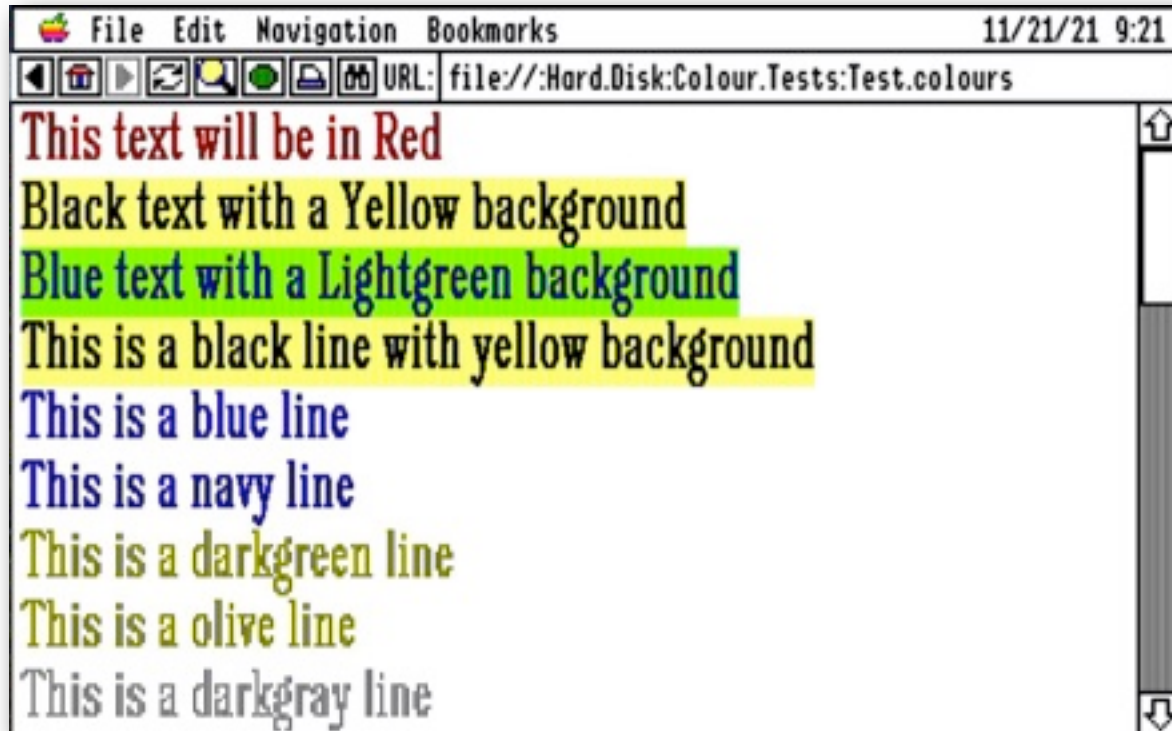 File Edit Navigation Bookmarks 11/21/21 9:21
URL: file://:Hard.Disk:Colour.Tests:Test.colours
This text will be in Red
Black text with a Yellow background
Blue text with a Lightgreen background
This is a black line with yellow background
This is a blue line
This is a navy line
This is a darkgreen line
This is a olive line
This is a darkgray line